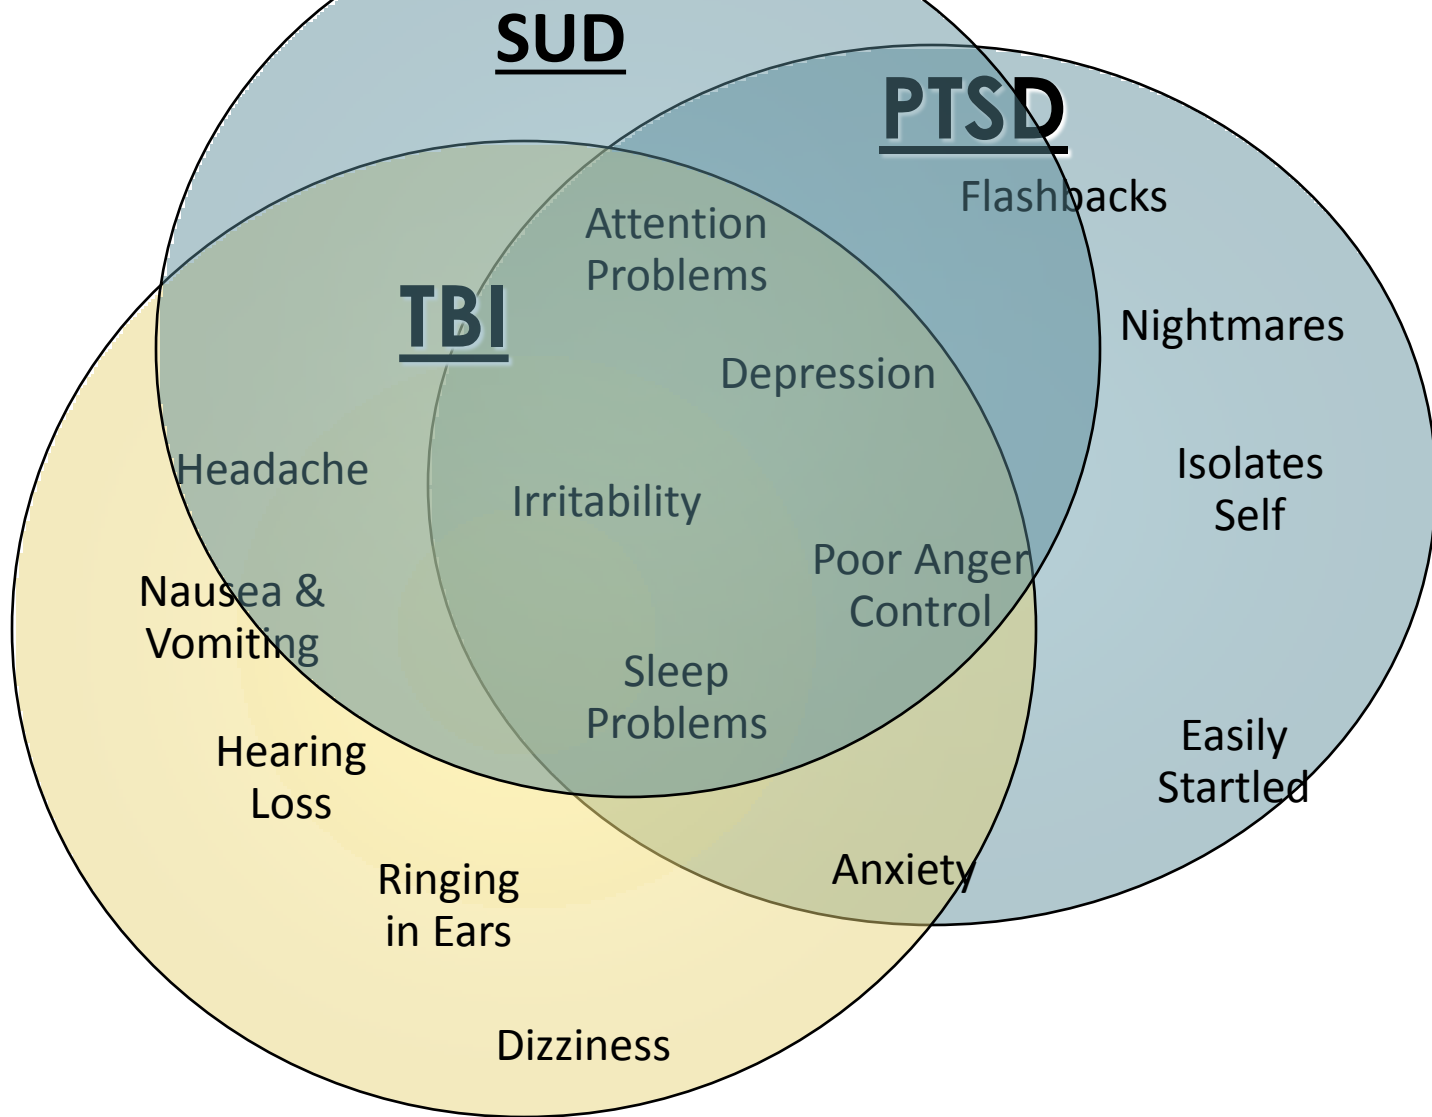 SUD
PTSD
Flashbacks
Attention
Problems
TBI
Nightmares
Depression
Headache
Irritability
Isolates
Self
Poor Anger
Control
Nausea &
Vomiting
Sleep
Problems
Hearing
Loss
Easily
Startled
Ringing
in Ears
Anxiety
Dizziness